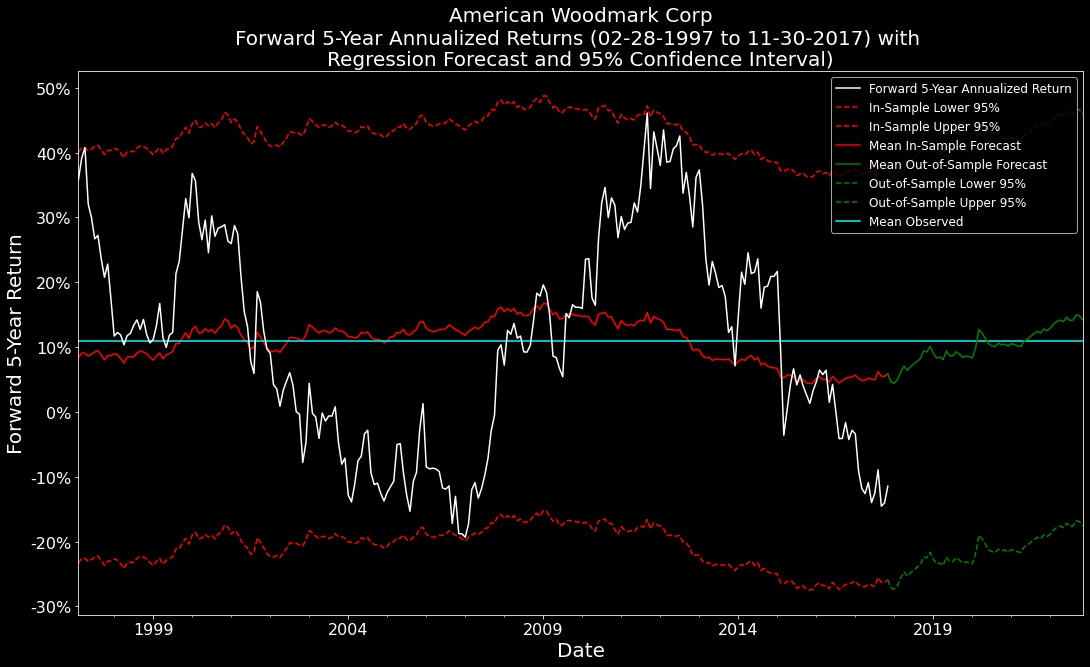 American Woodmark Corp
Forward 5-Year Annualized Returns (02-28-1997 to 11-30-2017) with
Regression Forecast and 95% Confidence Interval)
Forward 5-Year Return
50%
40%
30%
20%
10%
0%
-10%
-20%
-30%
Forward 5-Year Annualized Return
In-Sample Lower 95%
In-Sample Upper 95%
Mean In-Sample Forecast
Mean Out-of-Sample Forecast
Out-of-Sample Lower 95%
Out-of-Sample Upper 95%
Mean Observed
1999
2004
2009
2014
2019
Date